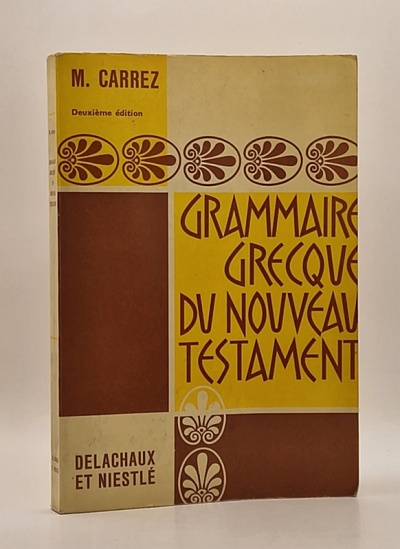 M. CARREZ
Deuxième édition
GRAMMAIRE
GRECQUE
DU NOUVEAU
TESTAMENT
DELACHAUX
ET NIESTLÉ